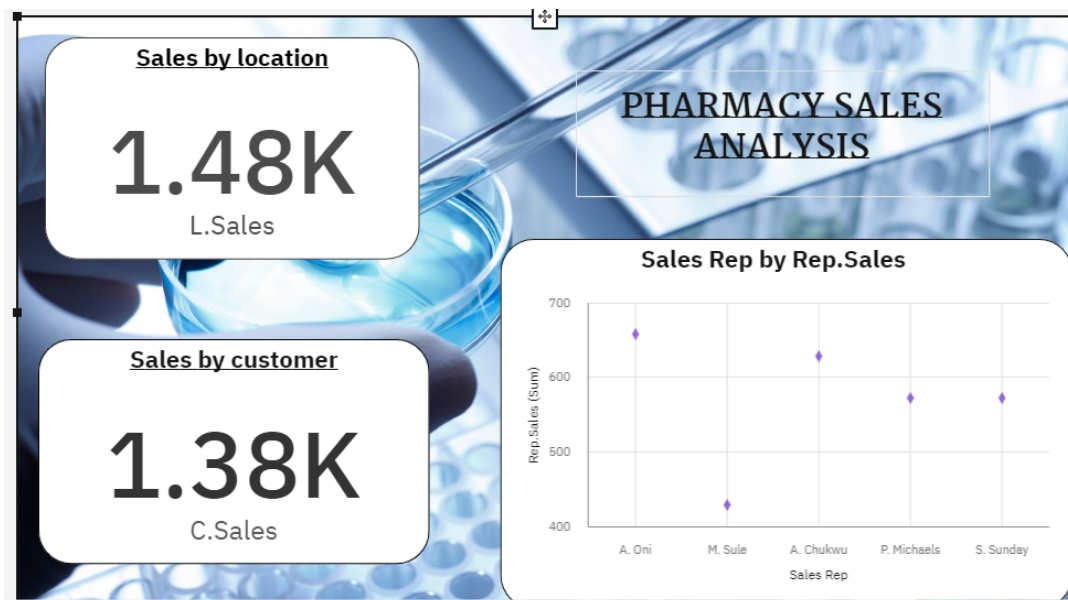 Sales by location
1.48K
L.Sales
PHARMACY SALES
ANALYSIS
Sales by customer
1.38K
C.Sales
Sales Rep by Rep.Sales
Rep.Sales (Sum)
700
600
500
400
A. Oni M. Sule A. Chukwu P. Michaels S. Sunday
Sales Rep